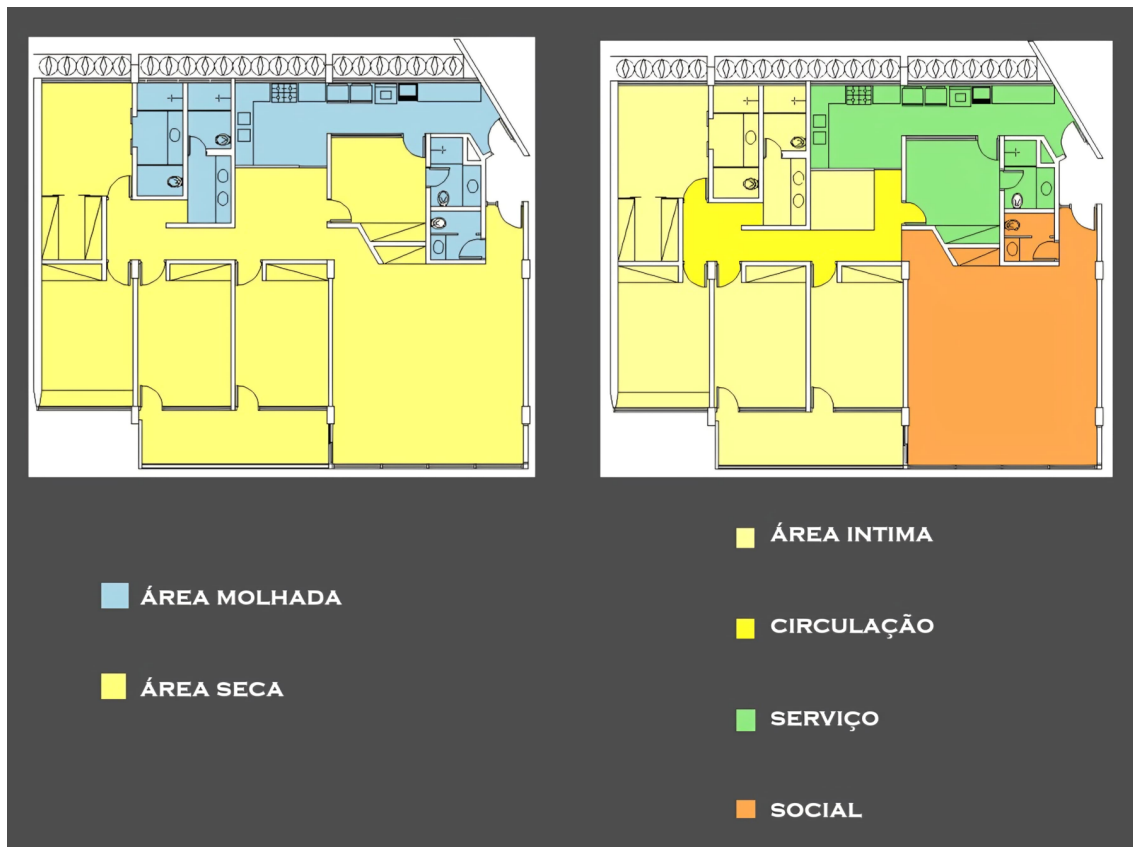 ÁREA MOLHADA
ÁREA SECA
ÁREA INTIMA
CIRCULAÇÃO
SERVIÇO
SOCIAL